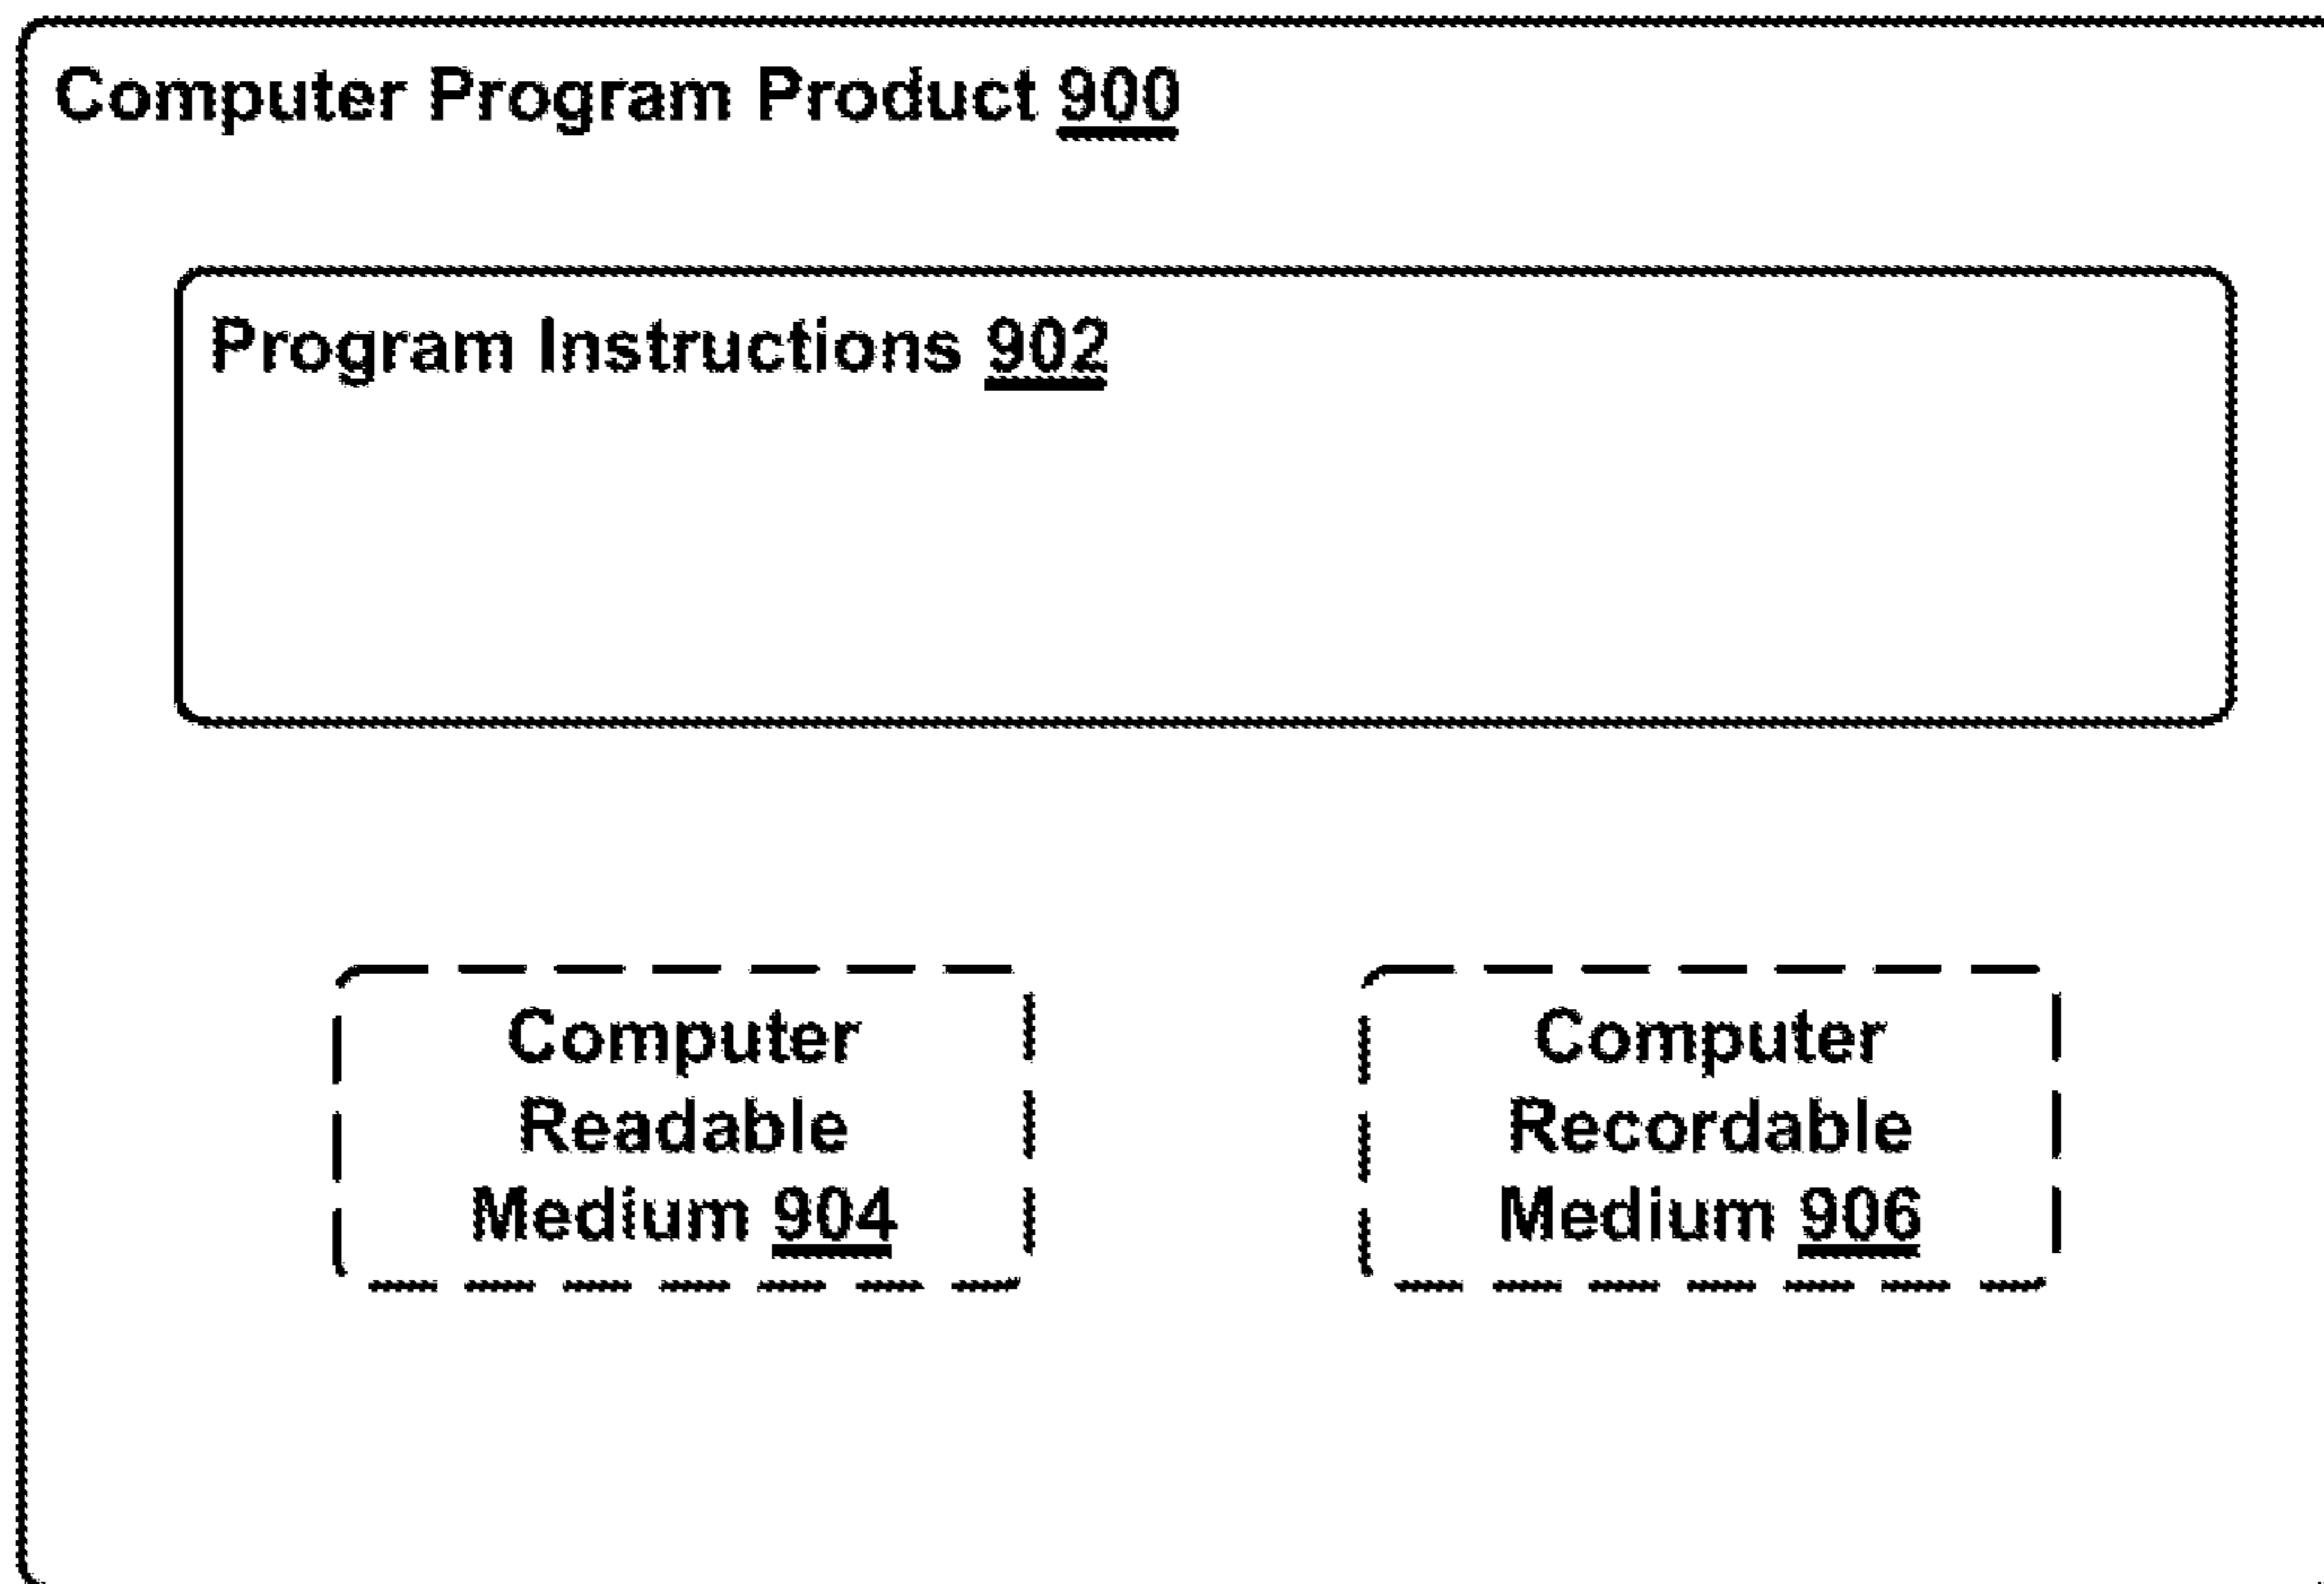 Computer Program Product 900
Program Instructions 902
Computer
Readable
Medium 904
Computer
Recordable
Medium 906